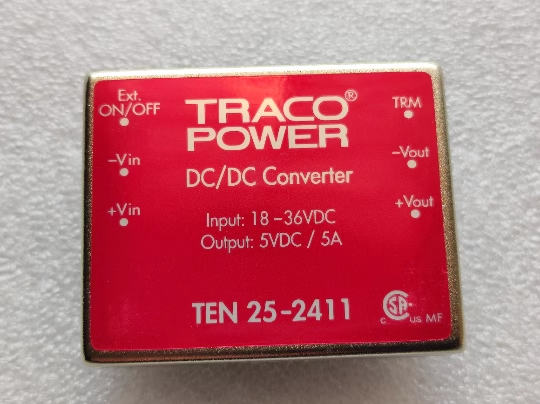 Ext.
ON/OFF
TRACO®
POWER
TRM
-Vin
-Vout
DC/DC Converter
+Vin
+Vout
Input: 18-36VDC
Output: 5VDC / 5A
TEN 25-2411
SA
c us MF